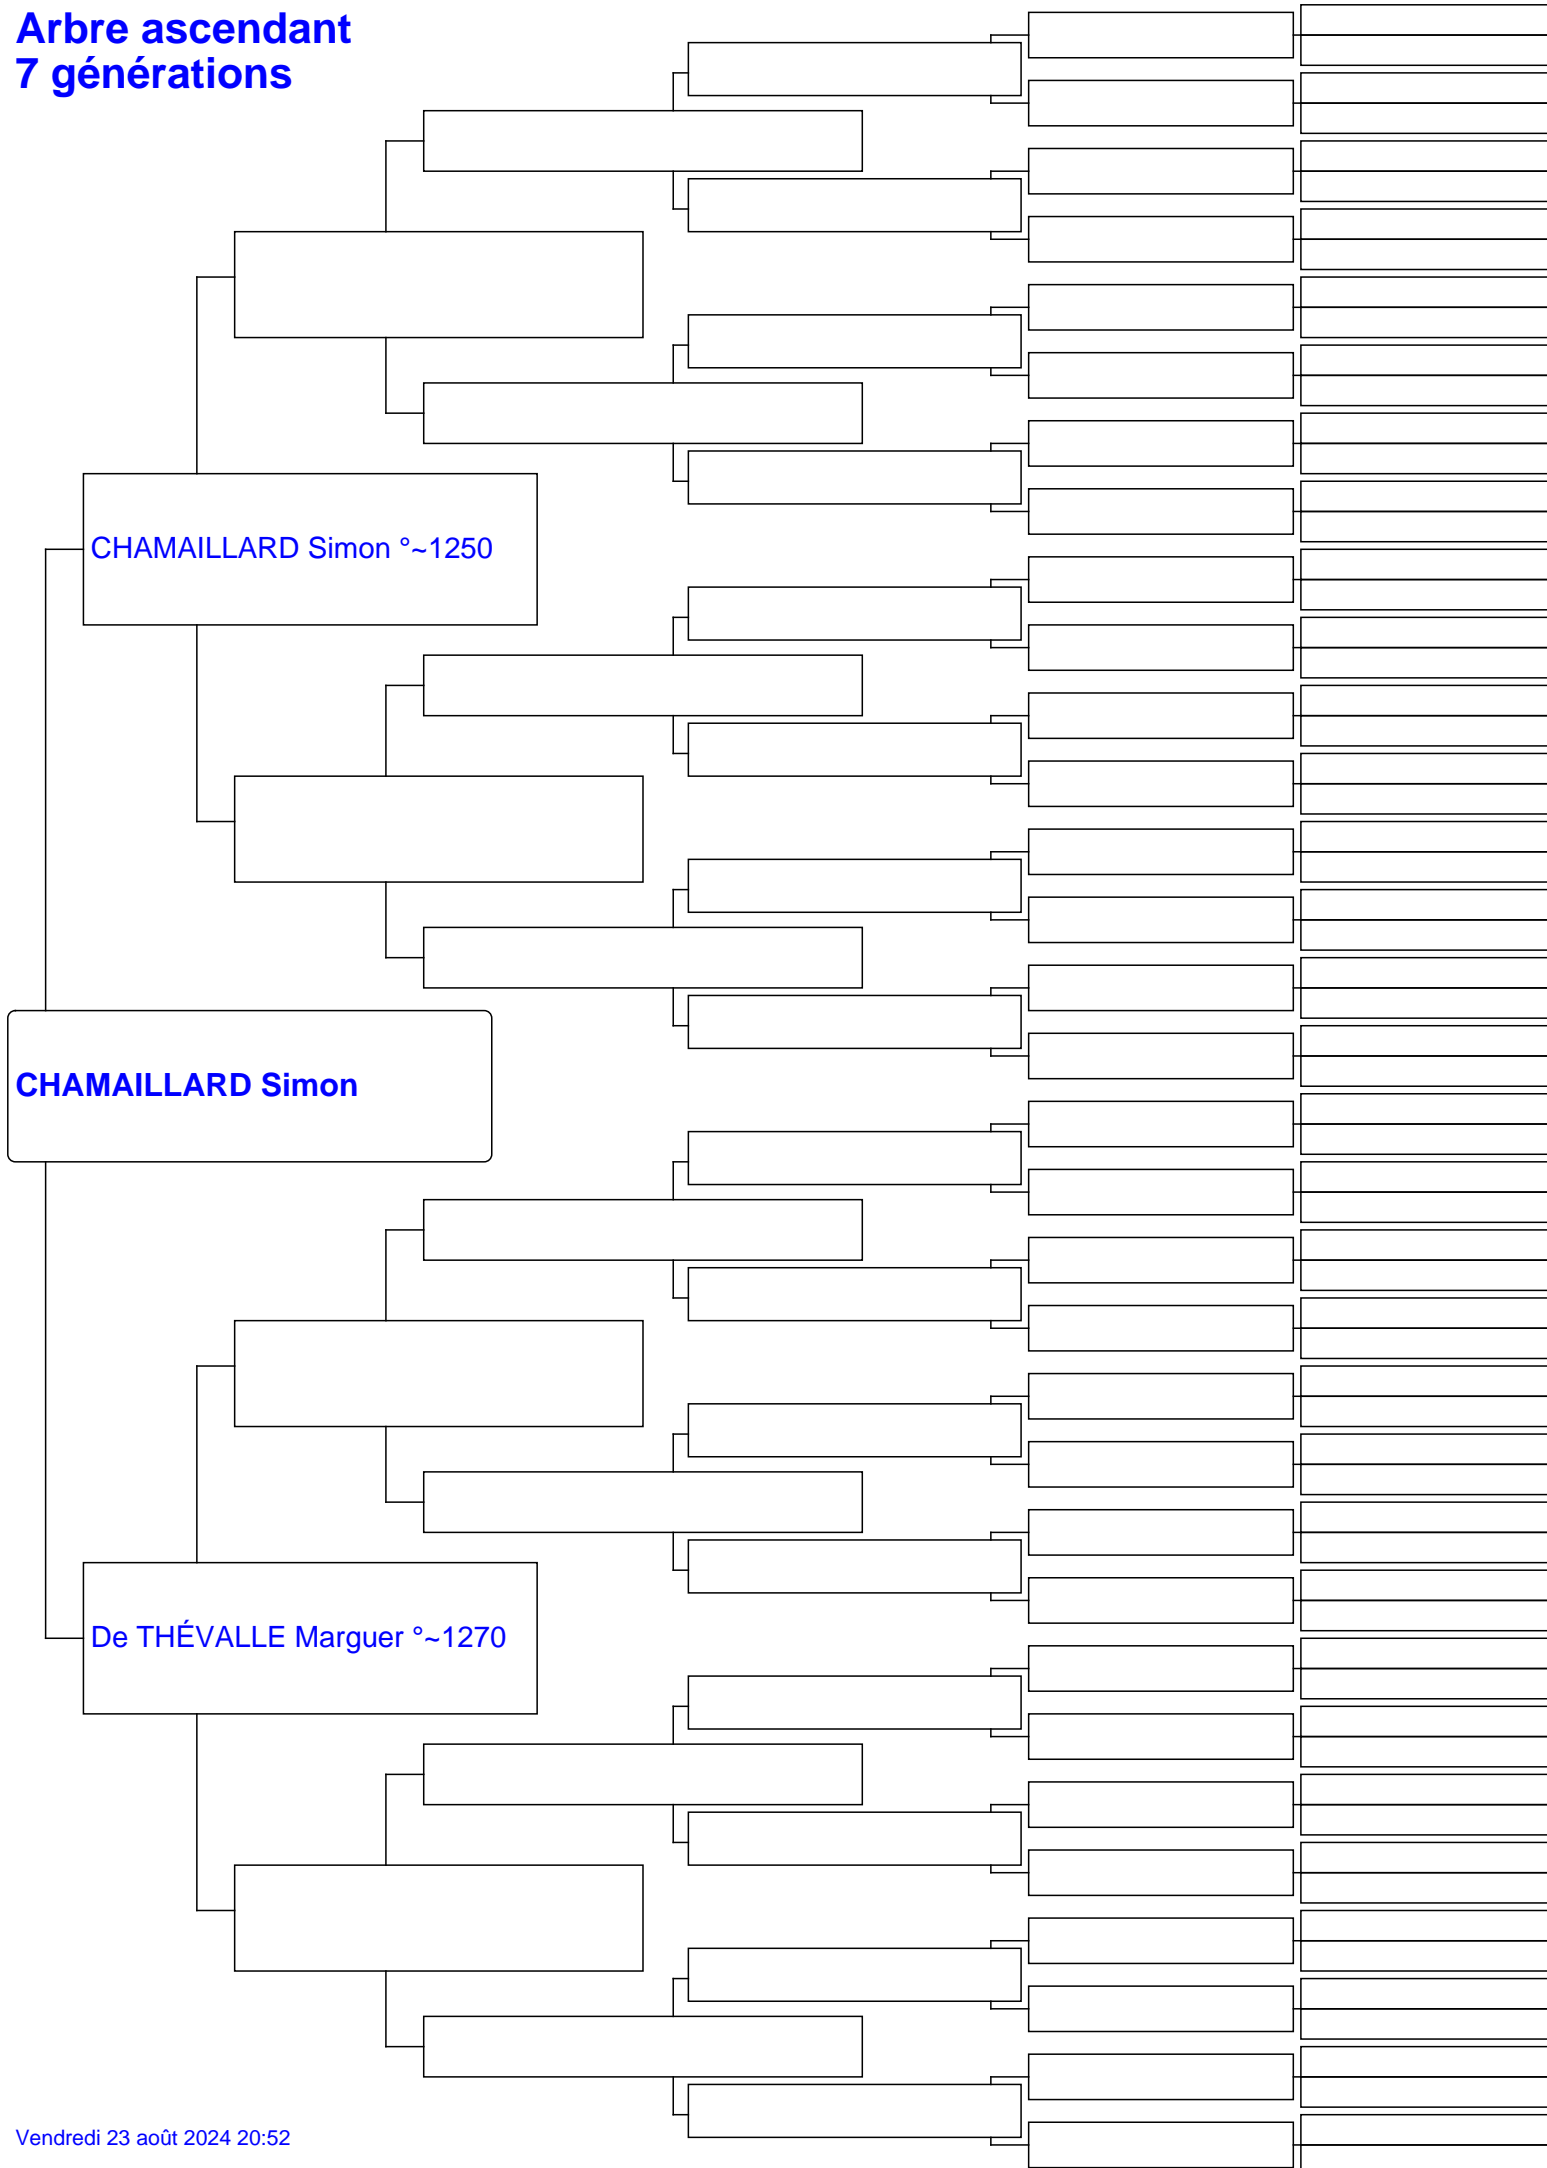 Arbre ascendant
7 générations
CHAMAILLARD Simon °~1250
CHAMAILLARD Simon
De THÉVALLE Marguer °~1270
Vendredi 23 août 2024 20:52